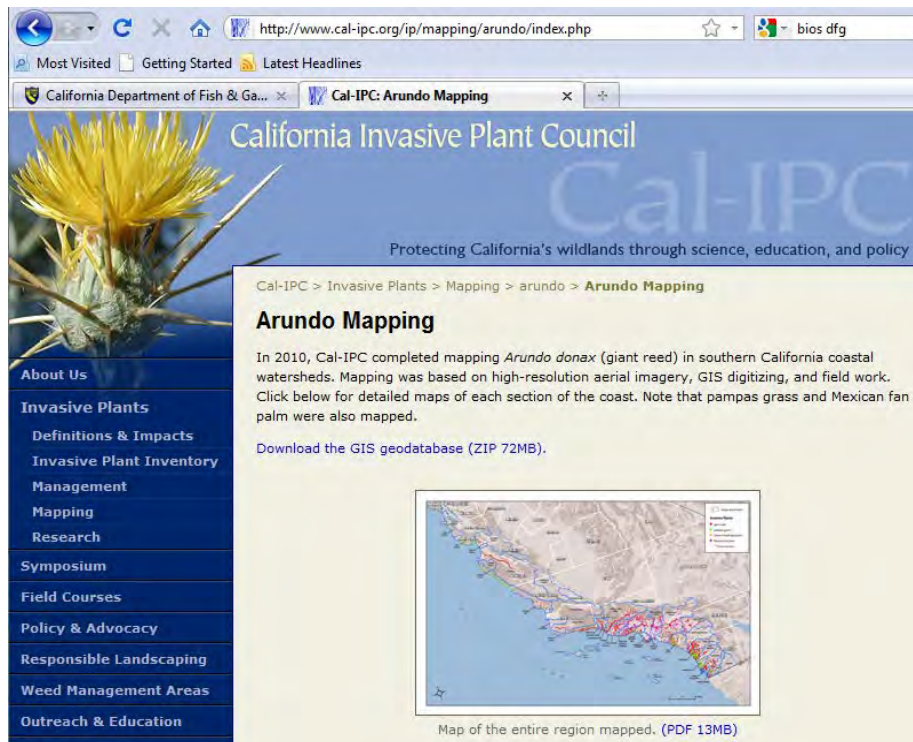 http://www.cal-ipc.org/ip/mapping/arundo/index.php
bios dfg
Most Visited Getting Started Latest Headlines
California Department of Fish & Ga...
Cal-IPC: Arundo Mapping
California Invasive Plant Council
Cal-IPC
Protecting California's wildlands through science, education, and policy
Cal-IPC > Invasive Plants > Mapping > arundo > Arundo Mapping
Arundo Mapping
In 2010, Cal-IPC completed mapping Arundo donax (giant reed) in southern California coastal
watersheds. Mapping was based on high-resolution aerial imagery, GIS digitizing, and field work.
Click below for detailed maps of each section of the coast. Note that pampas grass and Mexican fan
palm were also mapped.
Download the GIS geodatabase (ZIP 72MB).
Map of the entire region mapped. (PDF 13MB)
About Us
Invasive Plants
Definitions & Impacts
Invasive Plant Inventory
Management
Mapping
Research
Symposium
Field Courses
Policy & Advocacy
Responsible Landscaping
Weed Management Areas
Outreach & Education